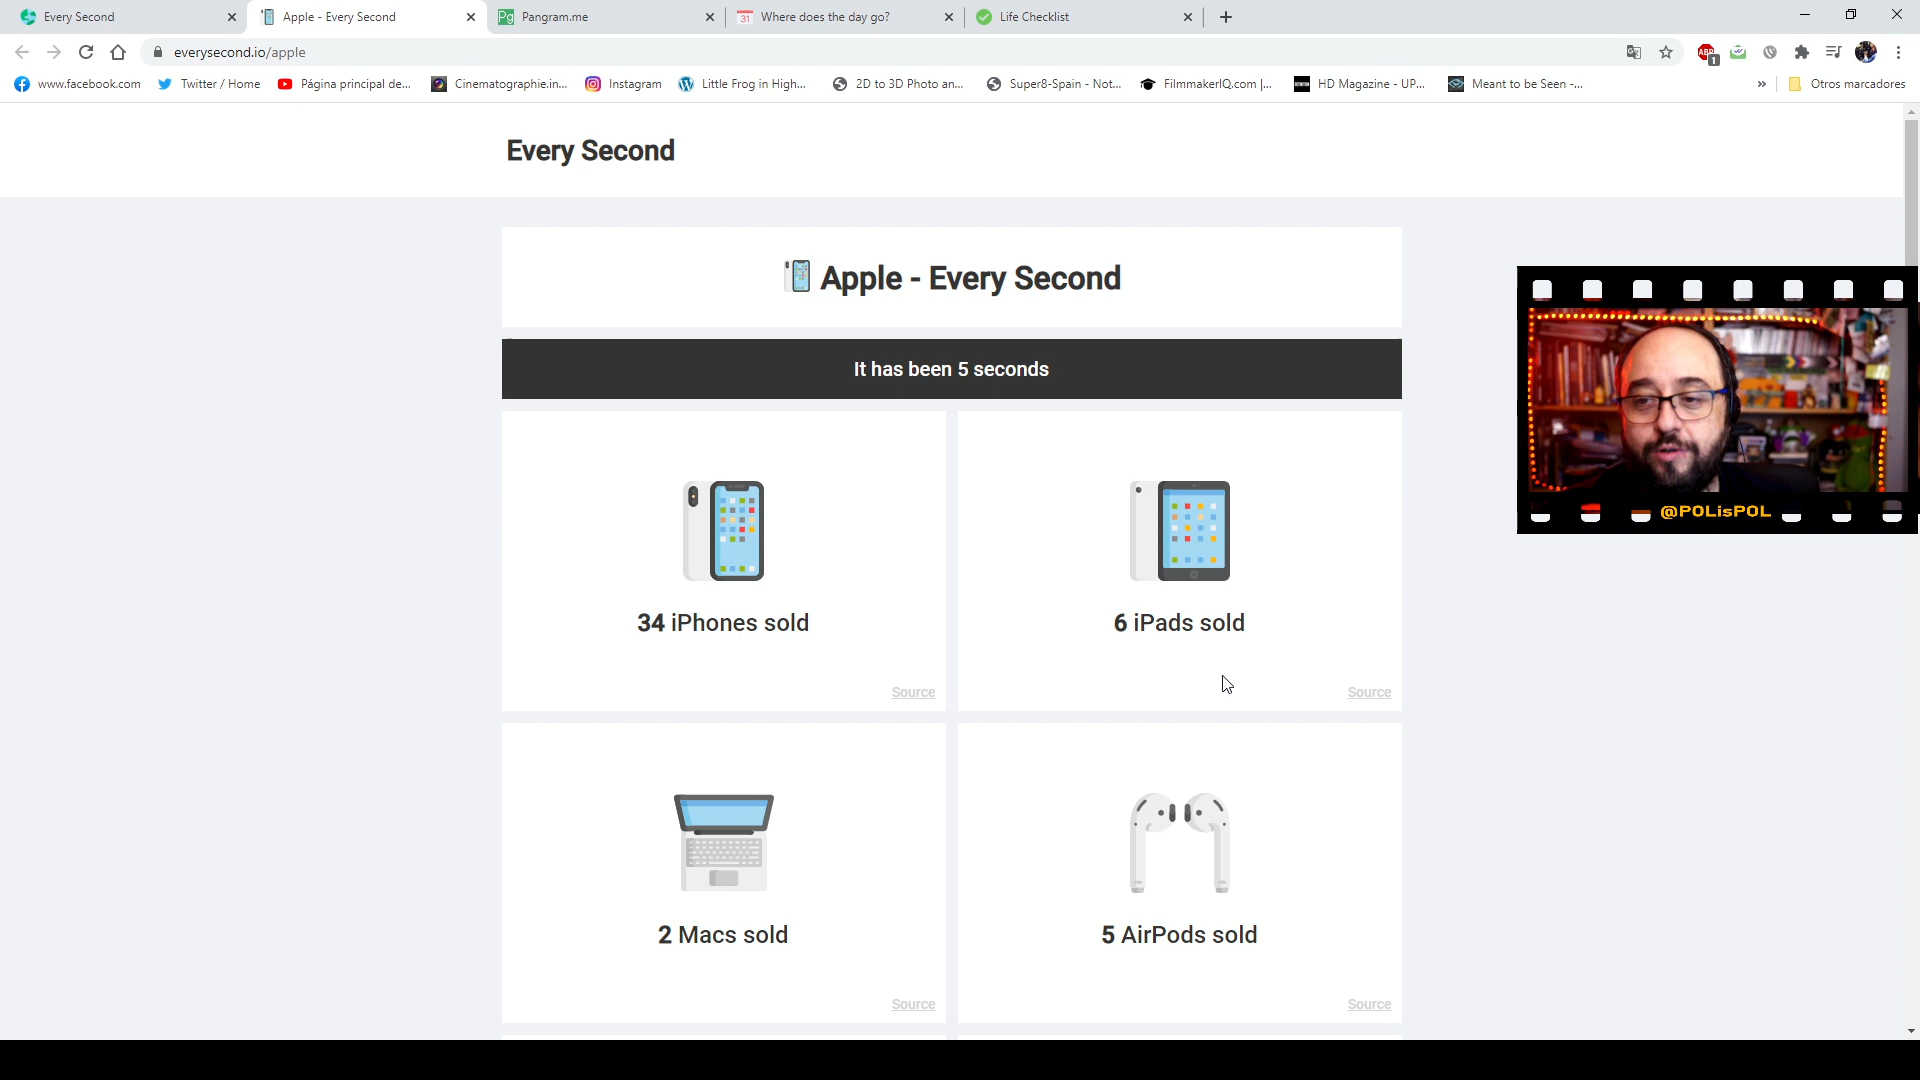 Every Second
Apple - Every Second
Pangram.me
31 Where does the day go?
Life Checklist
everysecond.io/apple
ABP 1
www.facebook.com
Twitter / Home
Página principal de...
Cinematographie.in...
Instagram
Little Frog in High...
2D to 3D Photo an...
Super8-Spain - Not...
FilmmakerIQ.com |...
HD Magazine - UP...
Meant to be Seen -...
»
Otros marcadores
Every Second
Apple - Every Second
It has been 5 seconds
34 iPhones sold
Source
6 iPads sold
Source
@POLisPOL
2 Macs sold
Source
5 AirPods sold
Source